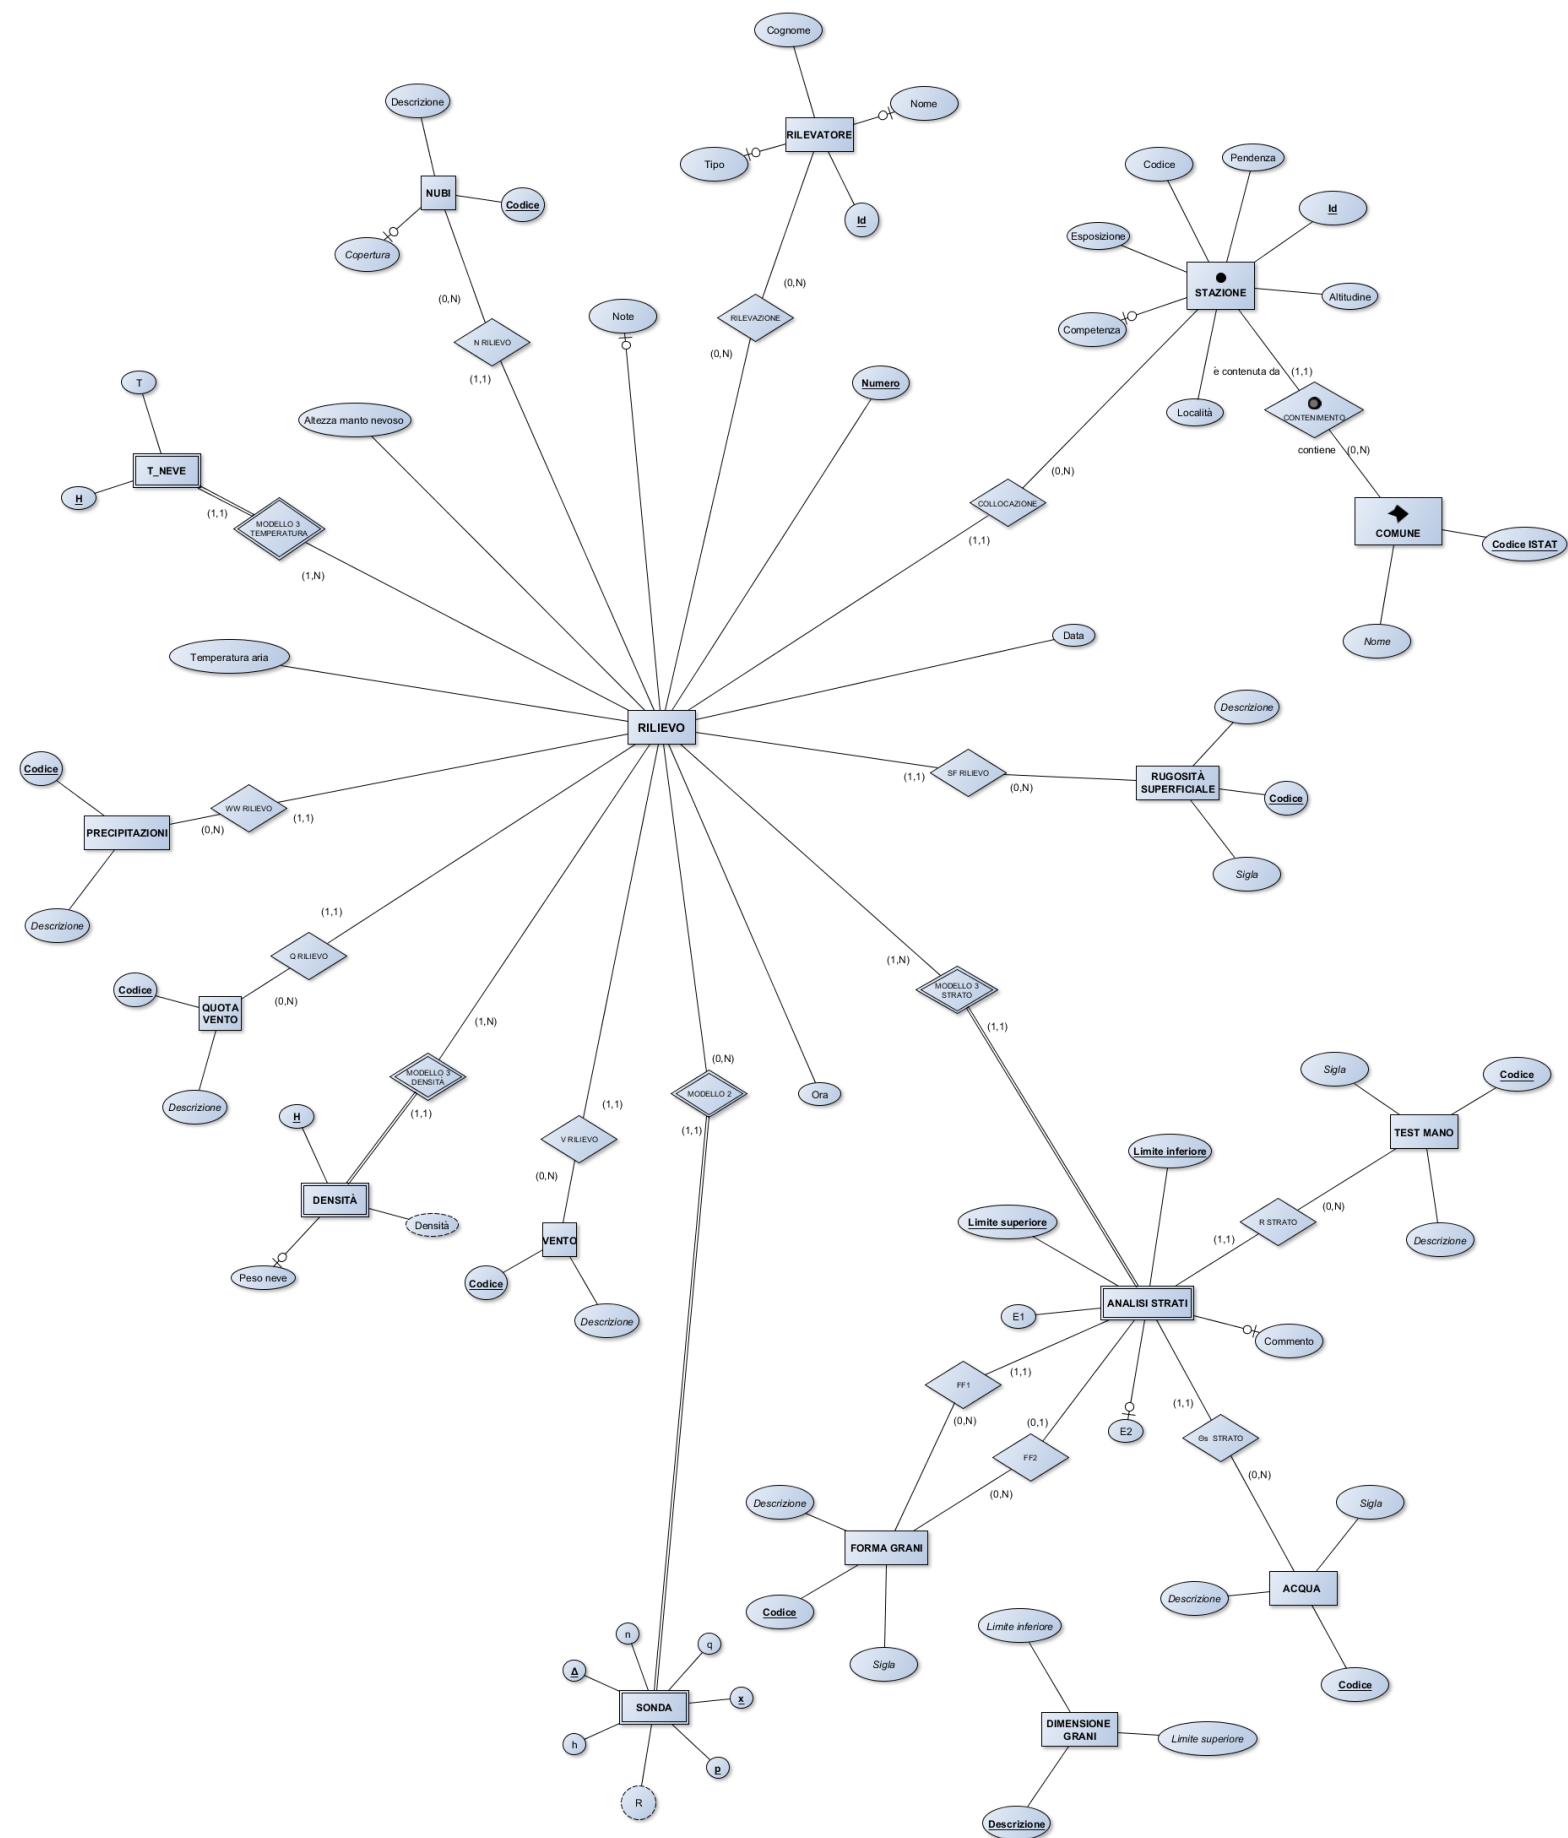 Cognome
Descrizione
Nome
RILEVATORE
Tipo
Codice
Pendenza
NUBI
Codice
Id
Id
Copertura
Esposizione
STAZIONE
(0,N)
(0,N)
Altitudine
Note
RILEVAZIONE
Competenza
N RILIEVO
(0,N)
(1,1)
è contenuta da
(1,1)
T
Numero
Altezza manto nevoso
Località
CONTENIMENTO
contiene
(0,N)
T_NEVE
(0,N)
H
COLLOCAZIONE
(1,1)
MODELLO 3
TEMPERATURA
(1,1)
COMUNE
Codice ISTAT
(1,N)
Data
Nome
Temperatura aria
Descrizione
RILIEVO
Codice
(1,1)
SF RILIEVO
(0,N)
RUGOSITÀ
SUPERFICIALE
Codice
WW RILIEVO
(1,1)
(0,N)
PRECIPITAZIONI
Sigla
(1,1)
Descrizione
Q RILIEVO
(1,N)
Codice
(0,N)
MODELLO 3
STRATO
QUOTA
VENTO
(1,N)
(1,1)
(0,N)
MODELLO 3
DENSITÀ
Sigla
Codice
MODELLO 2
Ora
Descrizione
H
(1,1)
(1,1)
(1,1)
TEST MANO
V RILIEVO
Limite inferiore
(0,N)
DENSITÀ
(0,N)
Densità
Limite superiore
R STRATO
(1,1)
VENTO
Descrizione
Peso neve
Codice
ANALISI STRATI
E1
Descrizione
Commento
(1,1)
FF1
(1,1)
(0,N)
(0,1)
E2
Θs STRATO
FF2
(0,N)
(0,N)
Descrizione
Sigla
FORMA GRANI
ACQUA
Descrizione
Codice
Limite inferiore
n
q
Sigla
Δ
Codice
x
SONDA
DIMENSIONE
GRANI
Limite superiore
h
p
R
Descrizione